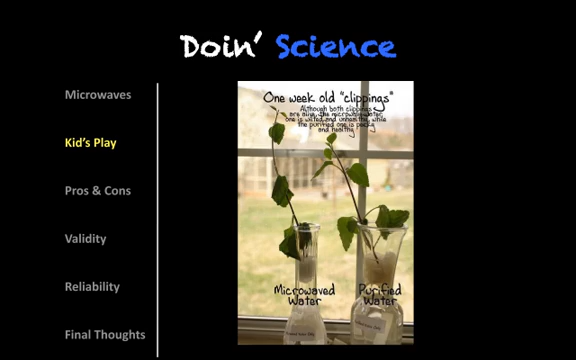 Doin' Science
Microwaves
Kid's Play
Pros & Cons
Validity
Reliability
Final Thoughts
One week old "clippings"
Although both clippings
are alive, the microwave water
one is wilted and unhealthy, while
the purified one is perky
and healthy
Microwaved
Water
Purified
Water